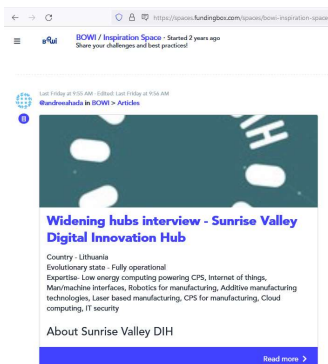 https://spaces.fundingbox.com/spaces/bowi-inspiration-space
BOWI / Inspiration Space · Started 2 years ago
Share your challenges and best practices!
Last Friday at 9:55 AM · Edited: Last Friday at 9:56 AM
@andreeahada in BOWI > Articles
Widening hubs interview - Sunrise Valley
Digital Innovation Hub
Country - Lithuania
Evolutionary state - Fully operational
Expertise- Low energy computing powering CPS, Internet of things,
Man/machine interfaces, Robotics for manufacturing, Additive manufacturing
technologies, Laser based manufacturing, CPS for manufacturing, Cloud
computing, IT security
About Sunrise Valley DIH
Read more >